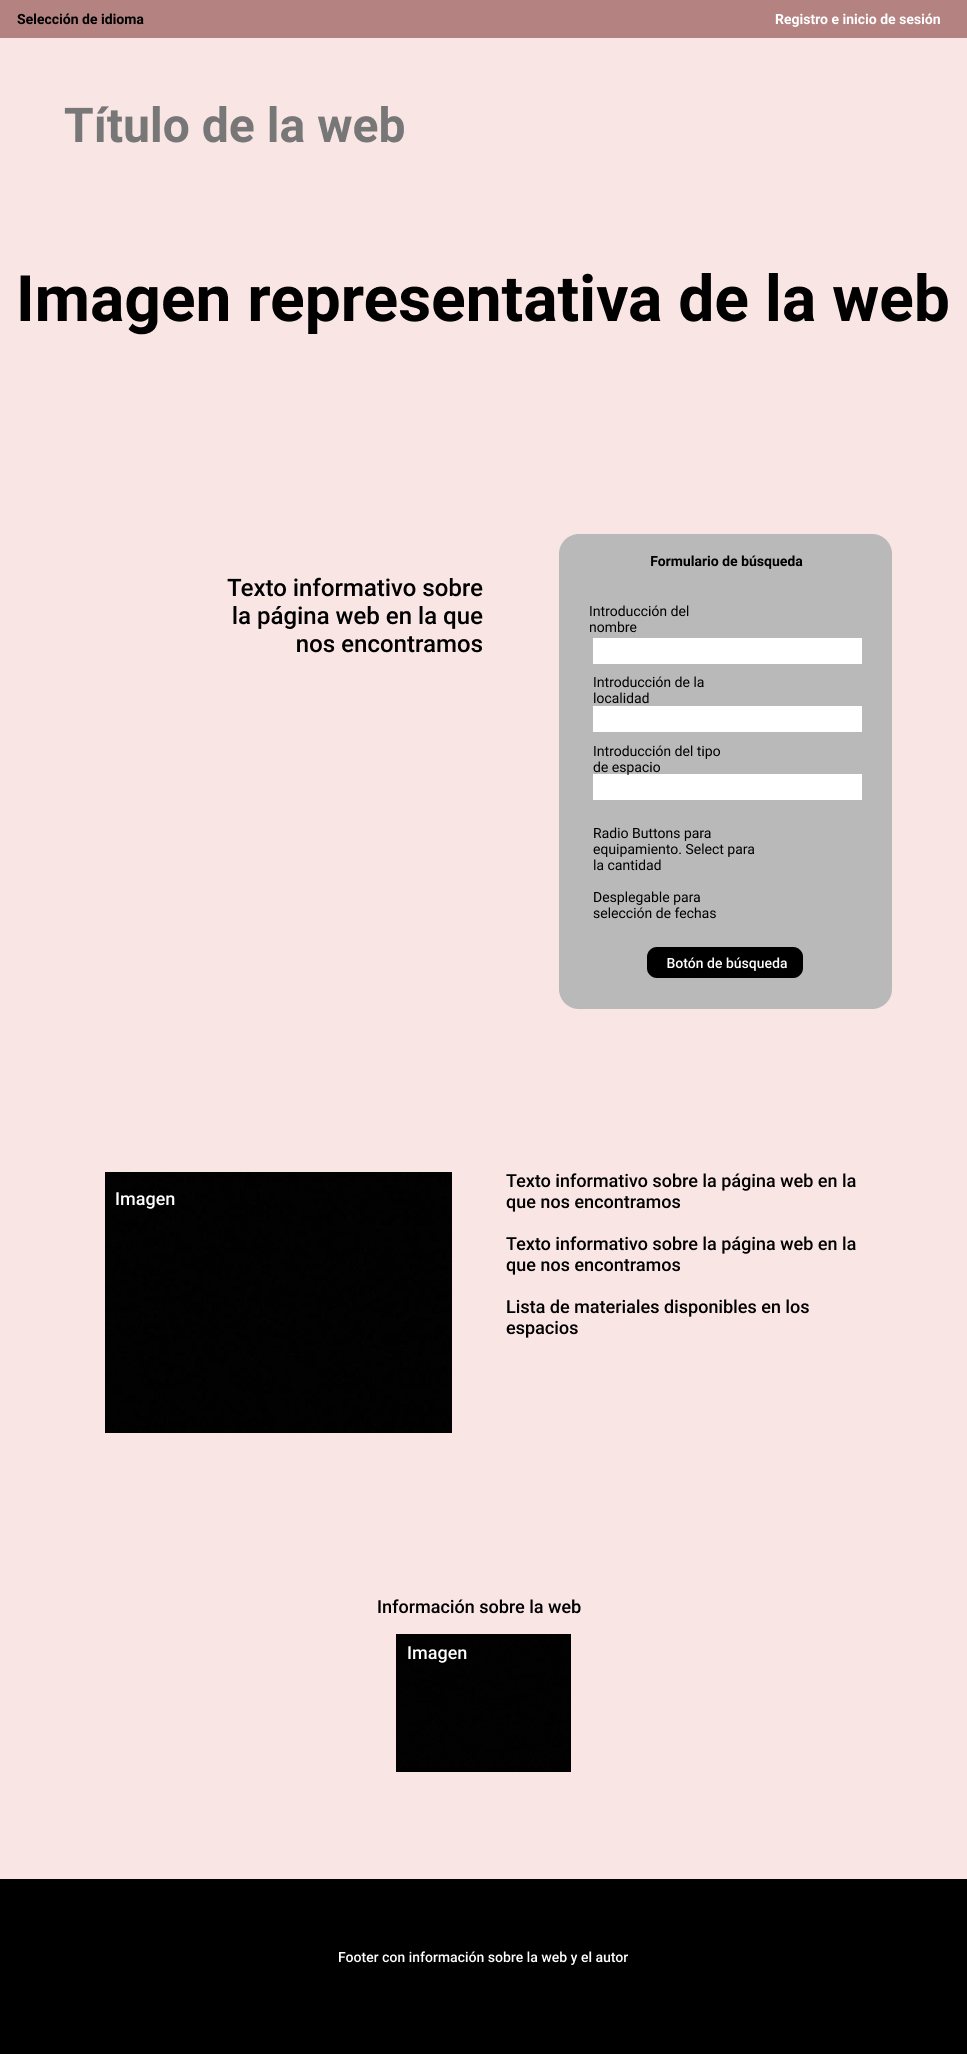 Selección de idioma
Registro e inicio de sesión
Título de la web
Imagen representativa de la web
Texto informativo sobre
la página web en la que
nos encontramos
Formulario de búsqueda
Introducción del
nombre
Introducción de la
localidad
Introducción del tipo
de espacio
Radio Buttons para
equipamiento. Select para
la cantidad
Desplegable para
selección de fechas
Botón de búsqueda
Imagen
Texto informativo sobre la página web en la
que nos encontramos
Texto informativo sobre la página web en la
que nos encontramos
Lista de materiales disponibles en los
espacios
Información sobre la web
Imagen
Footer con información sobre la web y el autor